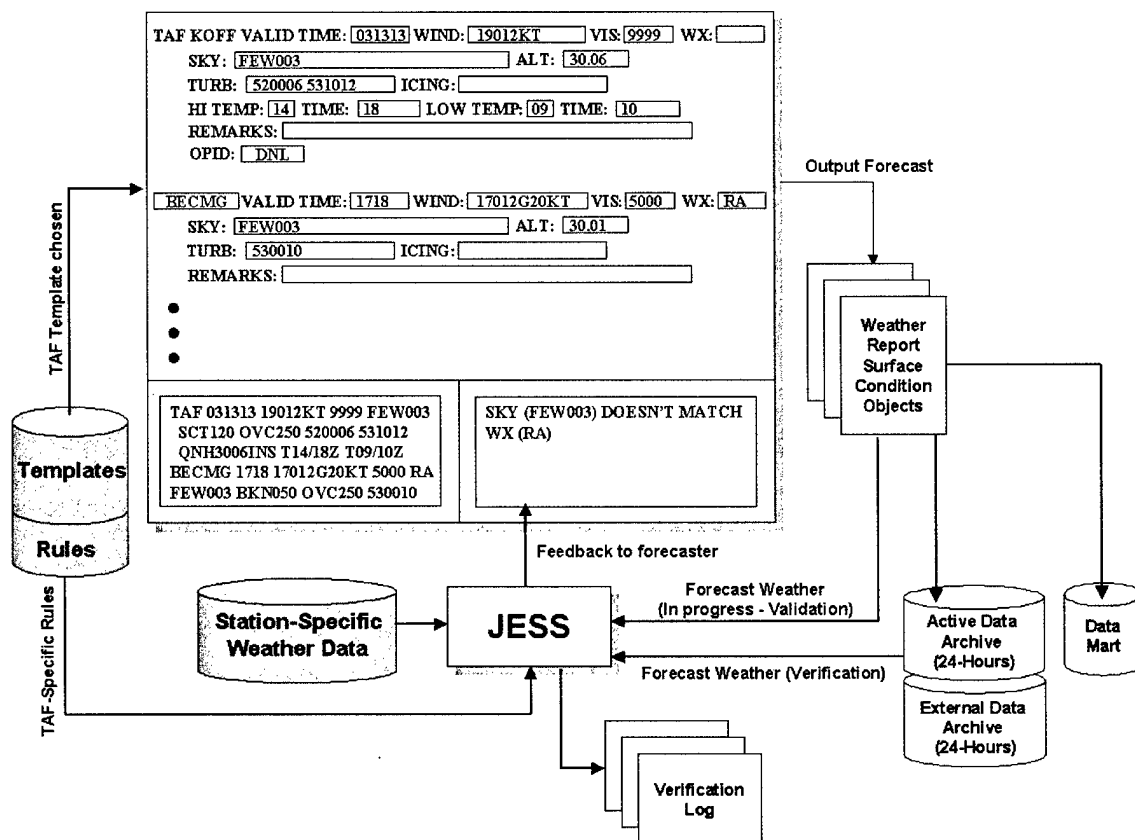 TAF KOFF VALID TIME: 031313 WIND: 19012KT VIS: 9999 WX:
SKY: FEW003 ALT: 30.06
TURB: 520006 531012 ICING:
HI TEMP: 14 TIME: 18 LOW TEMP: 09 TIME: 10
REMARKS:
OPID: DNL
BECMG VALID TIME: 1718 WIND: 17012G20KT VIS: 5000 WX: RA
SKY: FEW003 ALT: 30.01
TURB: 530010 ICING:
REMARKS:
TAF 031313 19012KT 9999 FEW003
SCT120 OVC250 520006 531012
QNH3006INS T14/18Z T09/10Z
BECMG 1718 17012G20KT 5000 RA
FEW003 BKN050 OVC250 530010
SKY (FEW003) DOESN'T MATCH
WX (RA)
TAF Template chosen
Output Forecast
Weather
Report
Surface
Condition
Objects
Templates
Rules
Feedback to forecaster
Station-Specific
Weather Data
JESS
Forecast Weather
(In progress - Validation)
Forecast Weather (Verification)
Active Data
Archive
(24-Hours)
External Data
Archive
(24-Hours)
Data
Mart
TAF-Specific Rules
Verification
Log